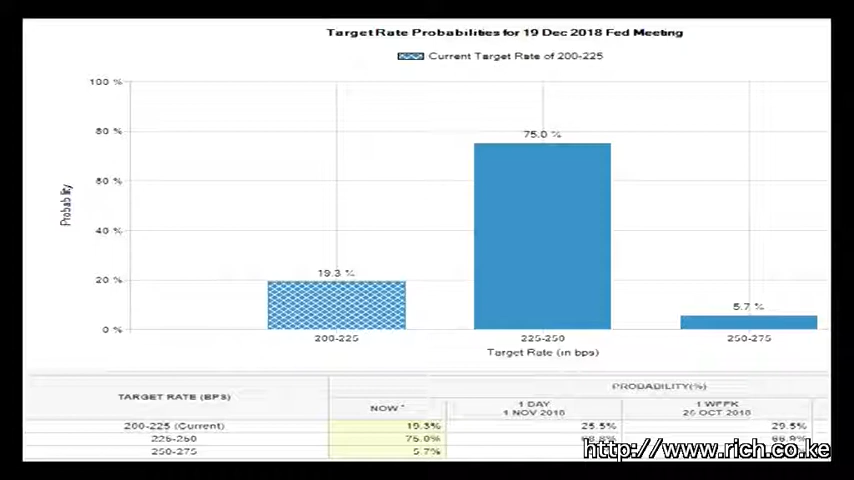 Target Rate Probabilities for 19 Dec 2018 Fed Meeting
Current Target Rate of 200-225
100 %
80 %
60 %
40 %
20 %
0 %
Probability
19.3 %
75.0 %
5.7 %
200-225
225-250
250-275
Target Rate (in bps)
TARGET RATE (BPS)
PROBABILITY(%)
NOW *
1 DAY
1 NOV 2018
1 WEEK
26 OCT 2018
200-225 (Current) 19.3% 25.5% 29.5%
225-250 75.0%
250-275 5.7%
http://www.rich.co.ke